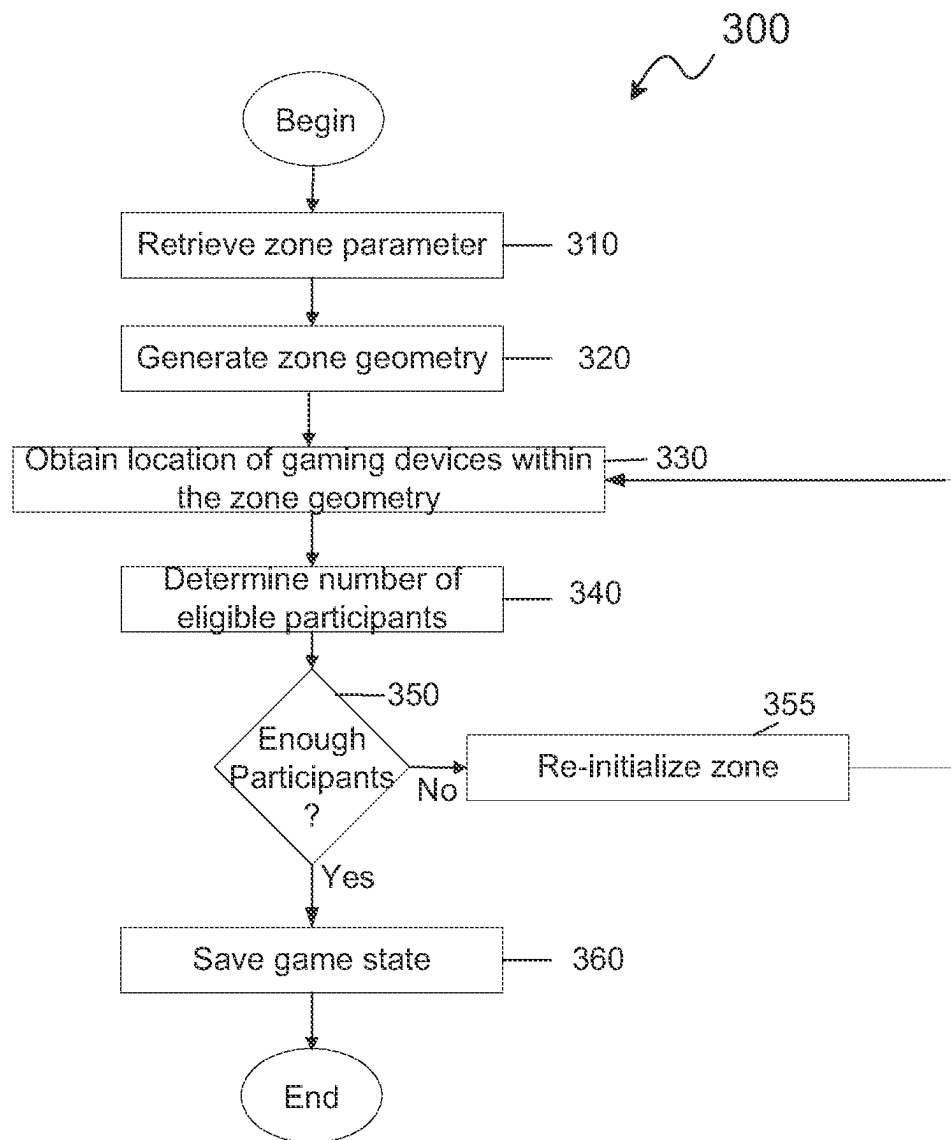 300
Begin
Retrieve zone parameter
310
Generate zone geometry
320
Obtain location of gaming devices within
the zone geometry
330
Determine number of
eligible participants
340
350
Enough
Participants
?
No
355
Re-initialize zone
Yes
Save game state
360
End